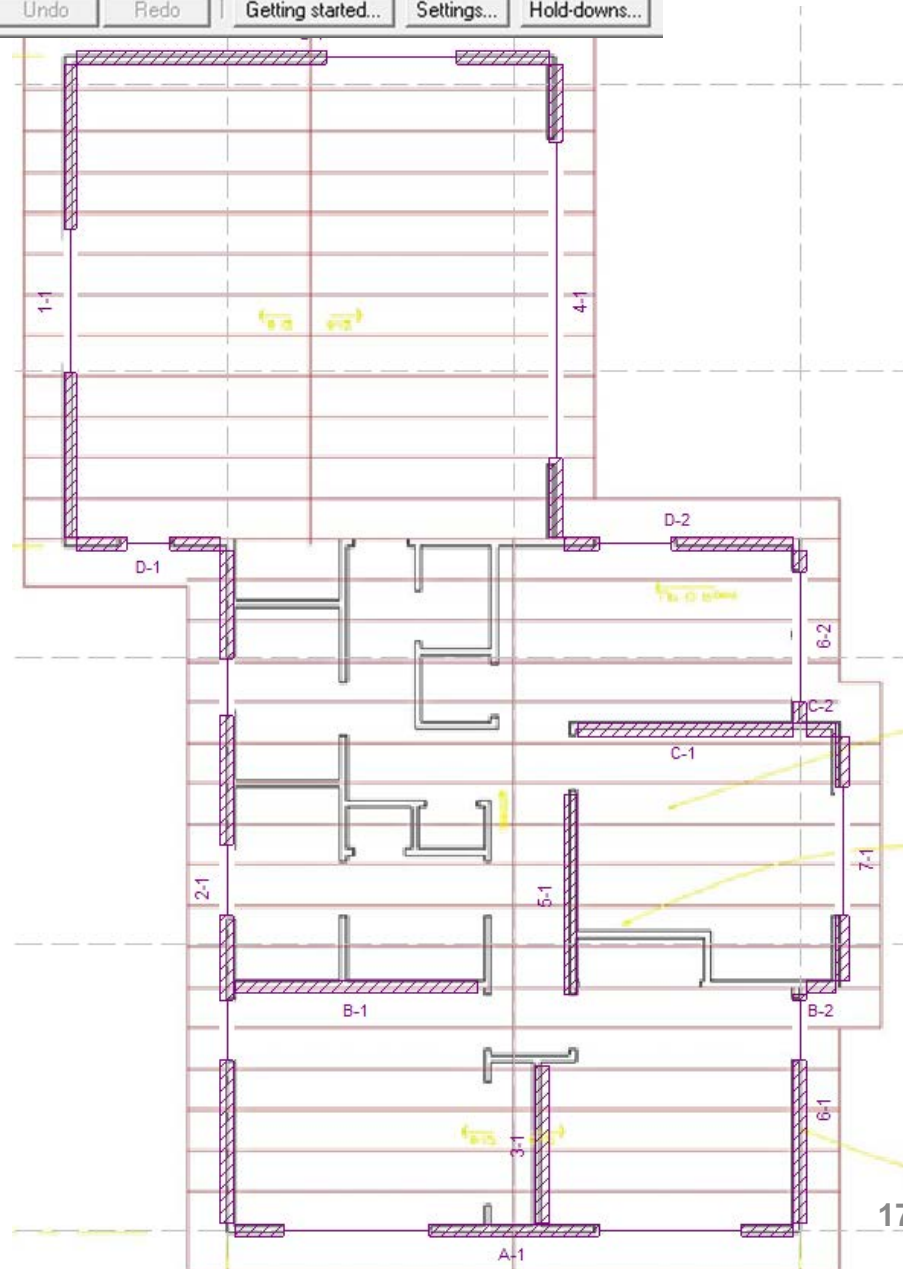 Undo Redo Getting started... Settings... Hold-downs...
1-1
4-1
D-2
D-1
6-2
C-2
C-1
7-1
2-1
5-1
B-1
B-2
6-1
3-1
17
A-1